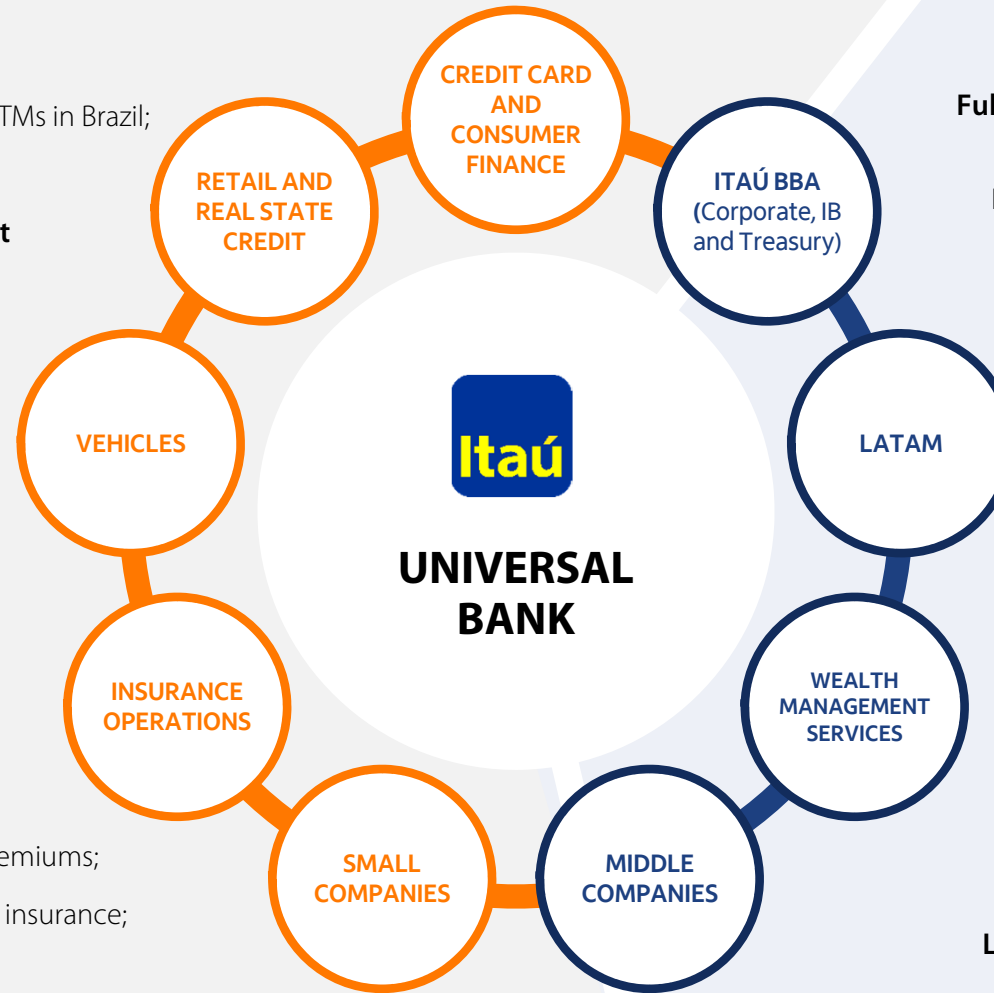 CREDIT CARD
AND
CONSUMER
FINANCE
TMs in Brazil;
RETAIL AND
REAL STATE
CREDIT
ITAÚ BBA
(Corporate, IB
and Treasury)
VEHICLES
Itaú
LATAM
UNIVERSAL
BANK
INSURANCE
OPERATIONS
WEALTH
MANAGEMENT
SERVICES
emiums;
SMALL
COMPANIES
MIDDLE
COMPANIES
insurance;